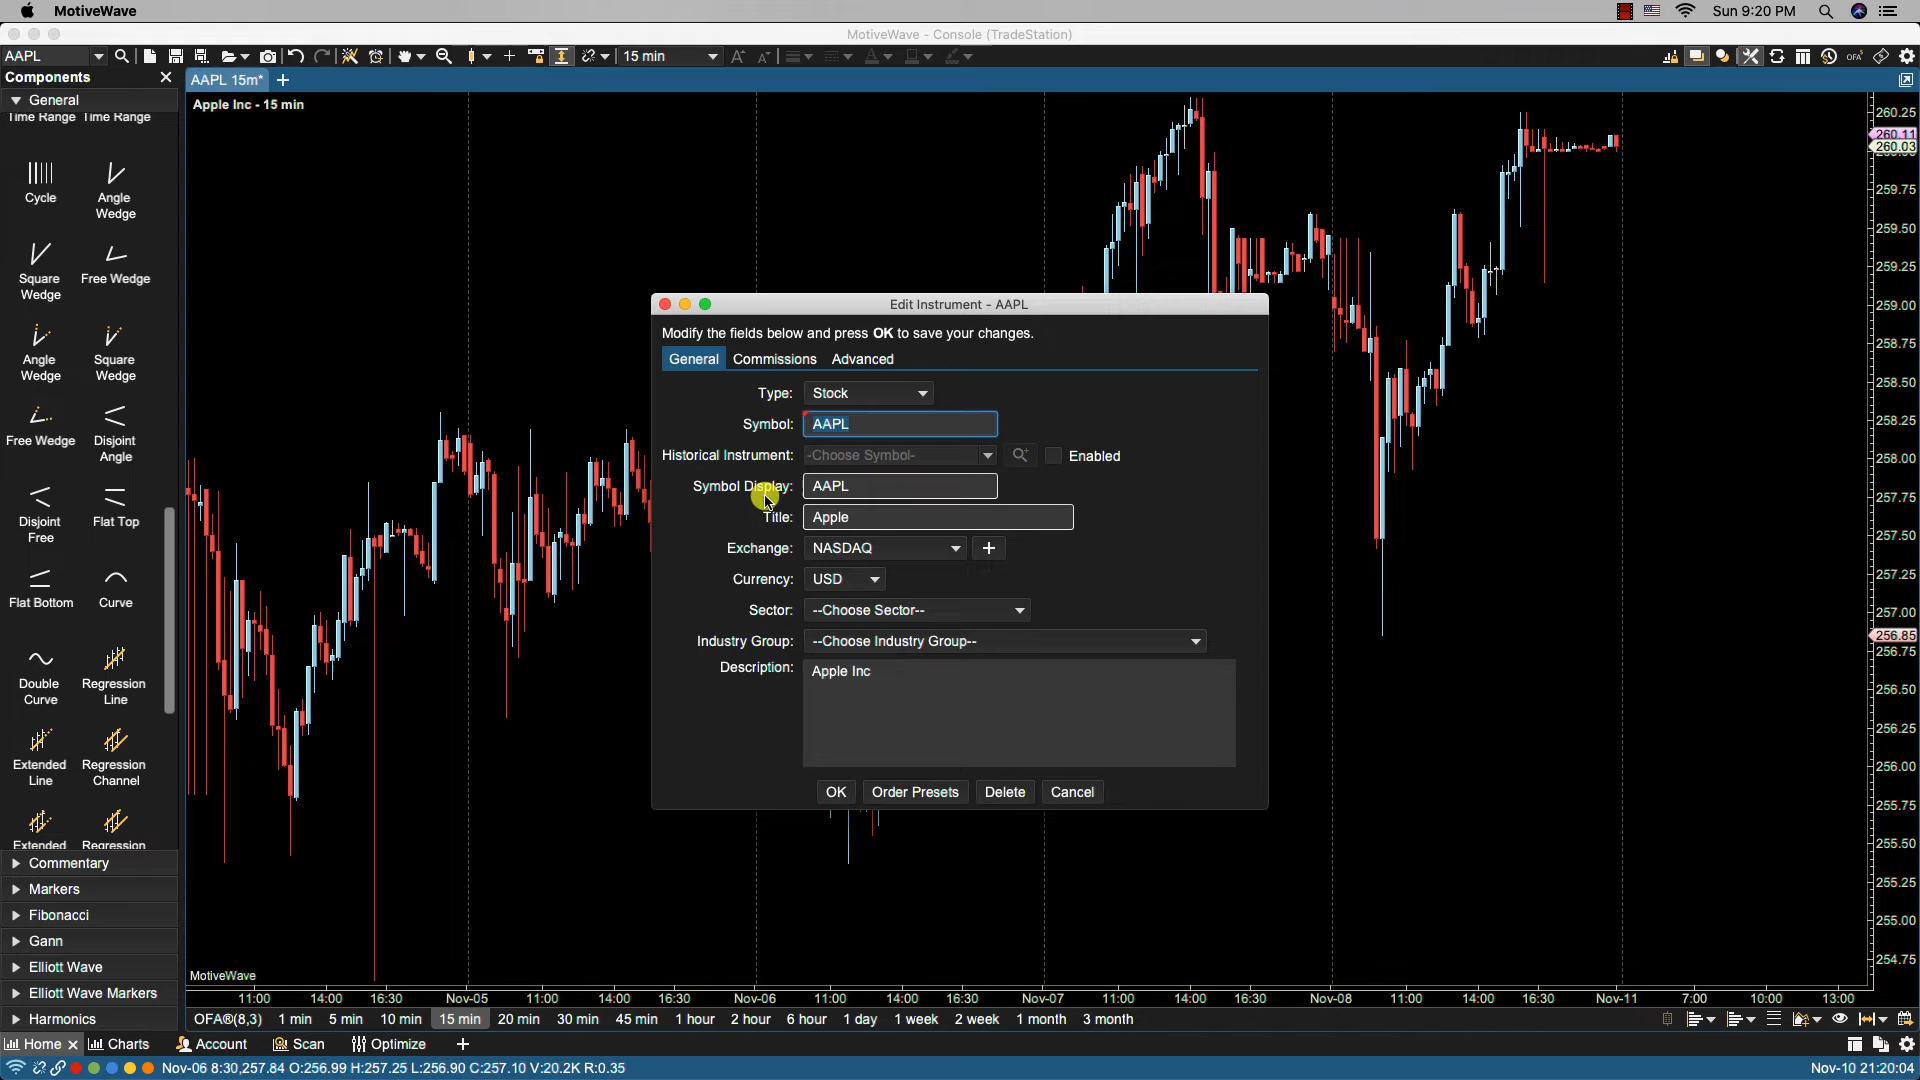 MotiveWave
Sun 9:20 PM
MotiveWave - Console (TradeStation)
AAPL
15 min
Components
AAPL 15m*
General
Apple Inc - 15 min
Time Range Time Range
Cycle
Angle
Wedge
Square
Wedge
Free Wedge
Angle
Wedge
Square
Wedge
Free Wedge
Disjoint
Angle
Disjoint
Free
Flat Top
Flat Bottom
Curve
Double
Curve
Regression
Line
Extended
Line
Regression
Channel
Extended
Regression
Commentary
Markers
Fibonacci
Gann
Elliott Wave
Elliott Wave Markers
Harmonics
Edit Instrument - AAPL
Modify the fields below and press OK to save your changes.
General Commissions Advanced
Type: Stock
Symbol: AAPL
Historical Instrument: -Choose Symbol- Enabled
Symbol Display: AAPL
Title: Apple
Exchange: NASDAQ
Currency: USD
Sector: --Choose Sector--
Industry Group: --Choose Industry Group--
Description: Apple Inc
OK Order Presets Delete Cancel
260.25
260.11
260.03
259.75
259.50
259.25
259.00
258.75
258.50
258.25
258.00
257.75
257.50
257.25
257.00
256.85
256.75
256.50
256.25
256.00
255.75
255.50
255.25
255.00
254.75
MotiveWave
11:00 14:00 16:30 Nov-05 11:00 14:00 16:30 Nov-06 11:00 14:00 16:30 Nov-07 11:00 14:00 16:30 Nov-08 11:00 14:00 16:30 Nov-11 7:00 10:00 13:00
OFA®(8,3) 1 min 5 min 10 min 15 min 20 min 30 min 45 min 1 hour 2 hour 6 hour 1 day 1 week 2 week 1 month 3 month
Home Charts Account Scan Optimize
Nov-06 8:30,257.84 O:256.99 H:257.25 L:256.90 C:257.10 V:20.2K R:0.35
Nov-10 21:20:04